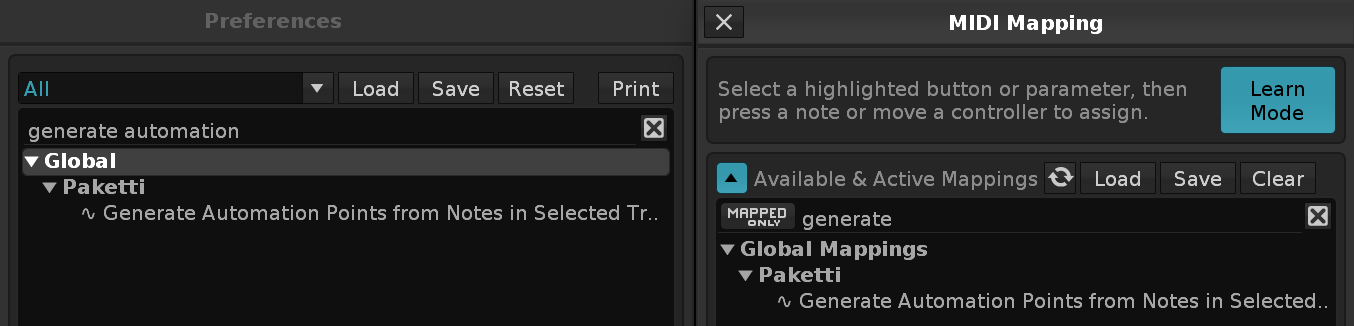 Preferences
All
Load
Save
Reset
Print
generate automation
Global
Paketti
Generate Automation Points from Notes in Selected Tr..
MIDI Mapping
Select a highlighted button or parameter, then
press a note or move a controller to assign.
Learn
Mode
Available & Active Mappings
Load
Save
Clear
MAPPED
ONLY
generate
Global Mappings
Paketti
Generate Automation Points from Notes in Selected..